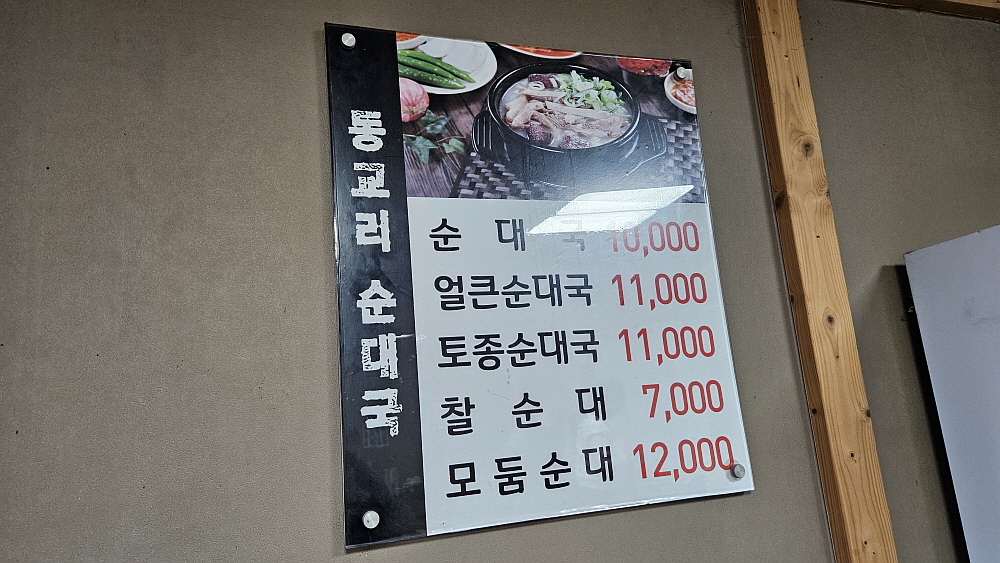 통교리 순대국
순대국 10,000
얼큰순대국 11,000
토종순대국 11,000
찰순대 7,000
모둠순대 12,000